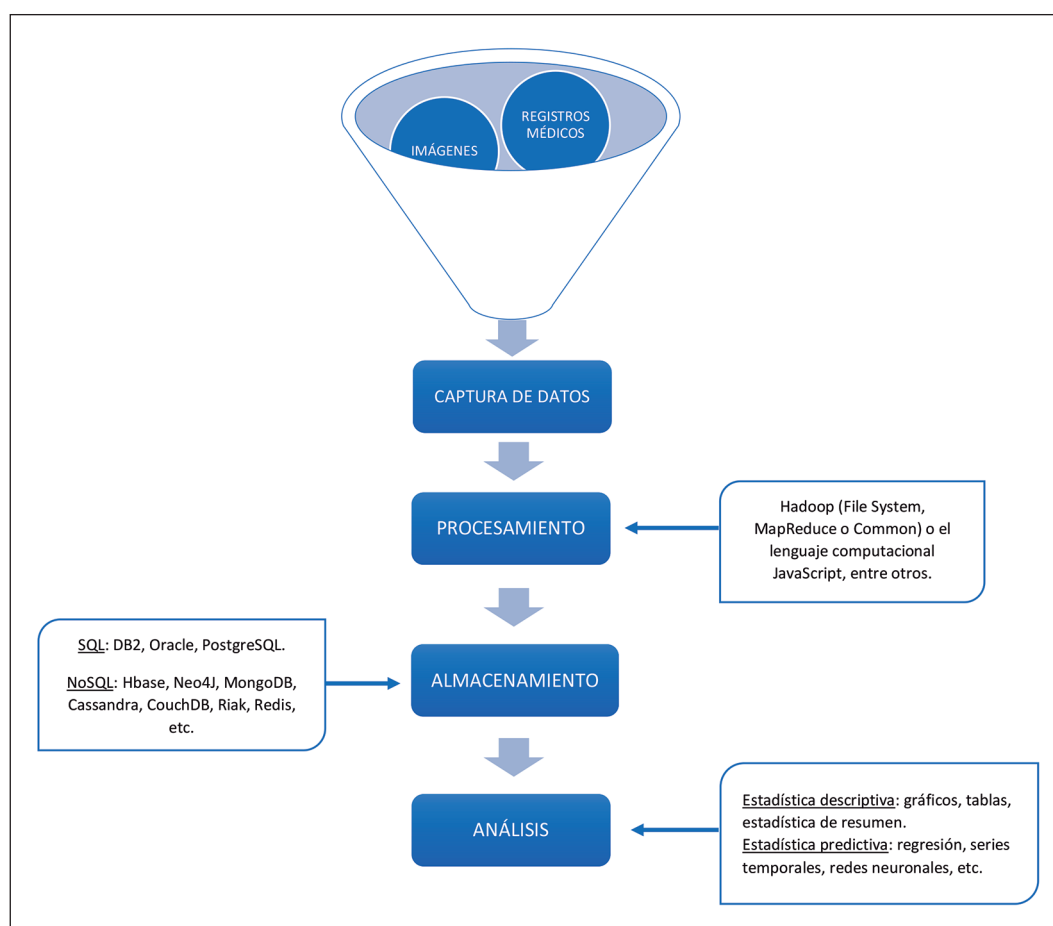 REGISTROS
MÉDICOS
IMÁGENES
CAPTURA DE DATOS
PROCESAMIENTO
Hadoop (File System,
MapReduce o Common) o el
lenguaje computacional
JavaScript, entre otros.
SQL: DB2, Oracle, PostgreSQL.
NoSQL: Hbase, Neo4J, MongoDB,
Cassandra, CouchDB, Riak, Redis,
etc.
ALMACENAMIENTO
ANÁLISIS
Estadística descriptiva: gráficos, tablas,
estadística de resumen.
Estadística predictiva: regresión, series
temporales, redes neuronales, etc.